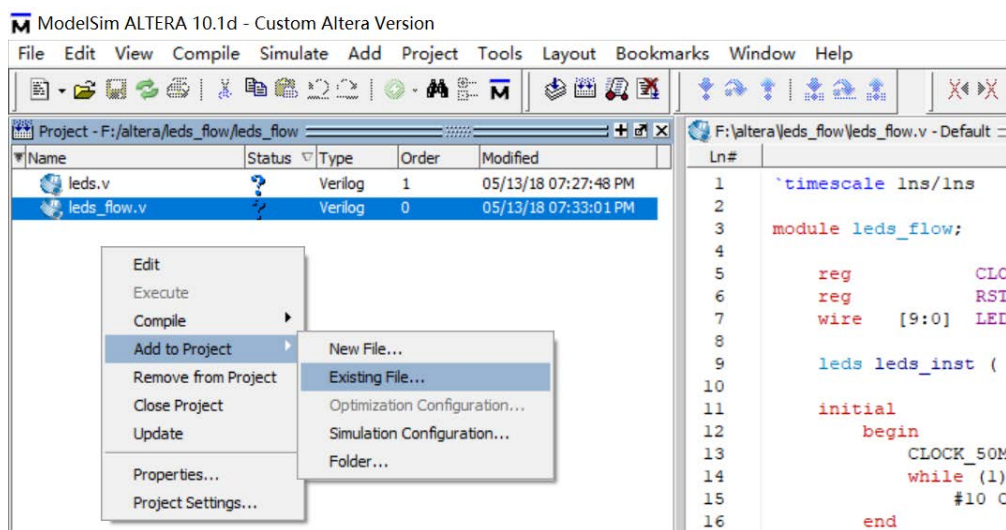 ModelSim ALTERA 10.1d - Custom Altera Version
File Edit View Compile Simulate Add Project Tools Layout Bookmarks Window Help
Project - F:/altera/leds_flow/leds_flow
Name Status Type Order Modified
leds.v Verilog 1 05/13/18 07:27:48 PM
leds_flow.v Verilog 0 05/13/18 07:33:01 PM
Edit
Execute
Compile
Add to Project
Remove from Project
Close Project
Update
Properties...
Project Settings...
New File...
Existing File...
Optimization Configuration...
Simulation Configuration...
Folder...
F:\altera\leds_flow\leds_flow.v - Default
Ln#
1 `timescale 1ns/1ns
2
3 module leds_flow;
4
5 reg CLO
6 reg RST
7 wire [9:0] LED
8
9 leds leds_inst (
10
11 initial
12 begin
13 CLOCK_50M
14 while (1)
15 #10 C
16 end